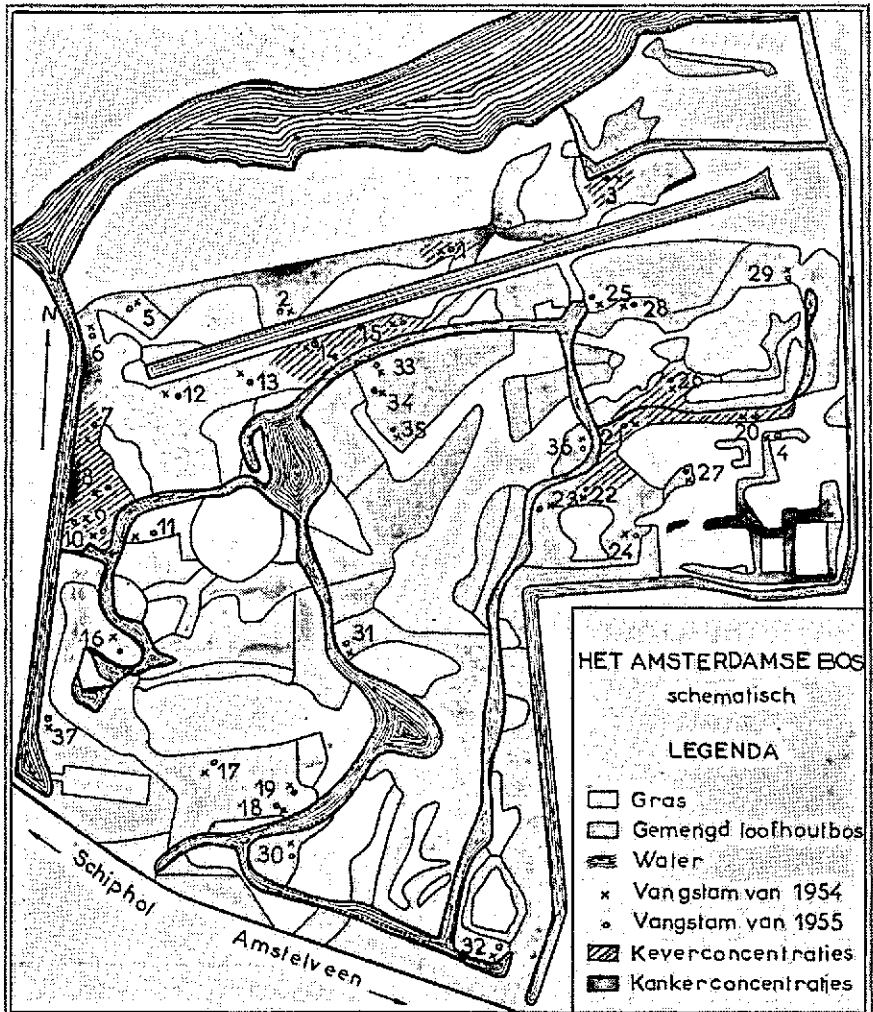 3
1
29
2
5
25
28
N
6
15
14
33
12
13
26
34
7
35
21
20
36
4
8
27
22
23
9
10
11
24
16
31
HET AMSTERDAMSE BOS
schematisch
LEGENDA
37
17
19
18
Gras
Gemengd loofhoutbos
30
Water
Schiphol
Vangstam van 1954
Vangstam van 1955
Amstelveen
32
Keverconcentraties
Kankerconcentraties